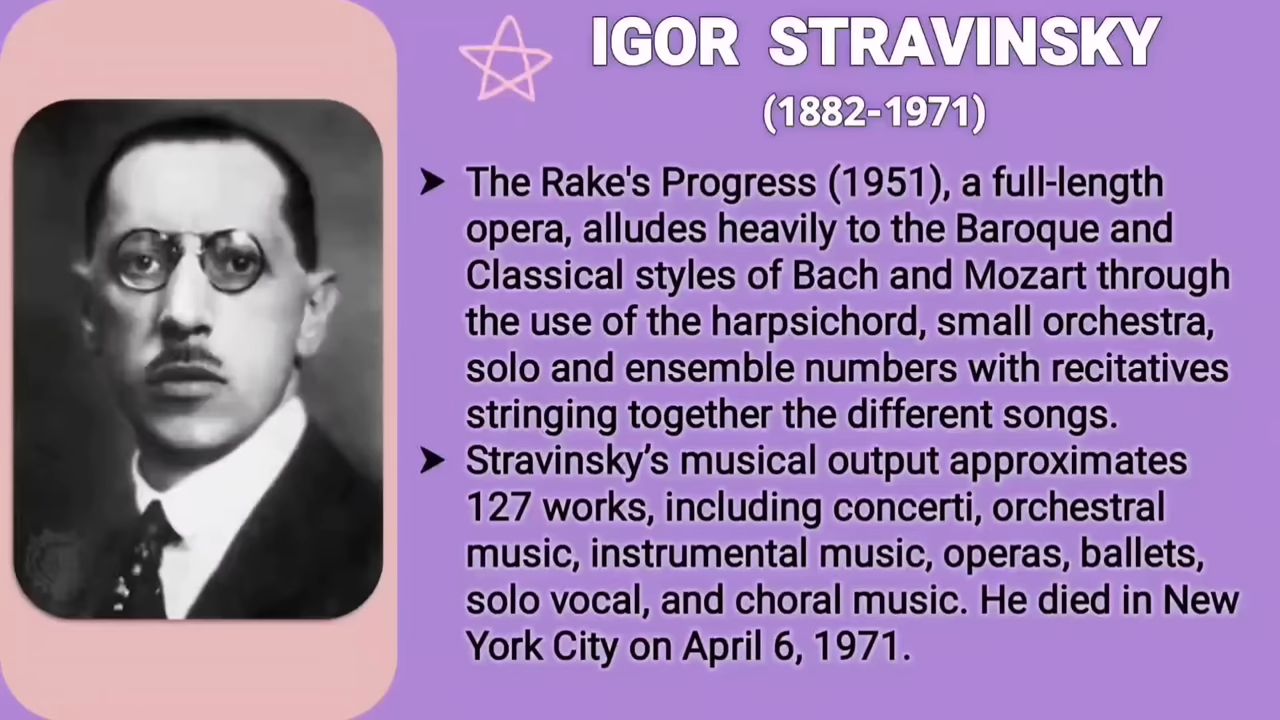 IGOR STRAVINSKY
(1882-1971)
➤ The Rake's Progress (1951), a full-length
opera, alludes heavily to the Baroque and
Classical styles of Bach and Mozart through
the use of the harpsichord, small orchestra,
solo and ensemble numbers with recitatives
stringing together the different songs.
➤ Stravinsky’s musical output approximates
127 works, including concerti, orchestral
music, instrumental music, operas, ballets,
solo vocal, and choral music. He died in New
York City on April 6, 1971.